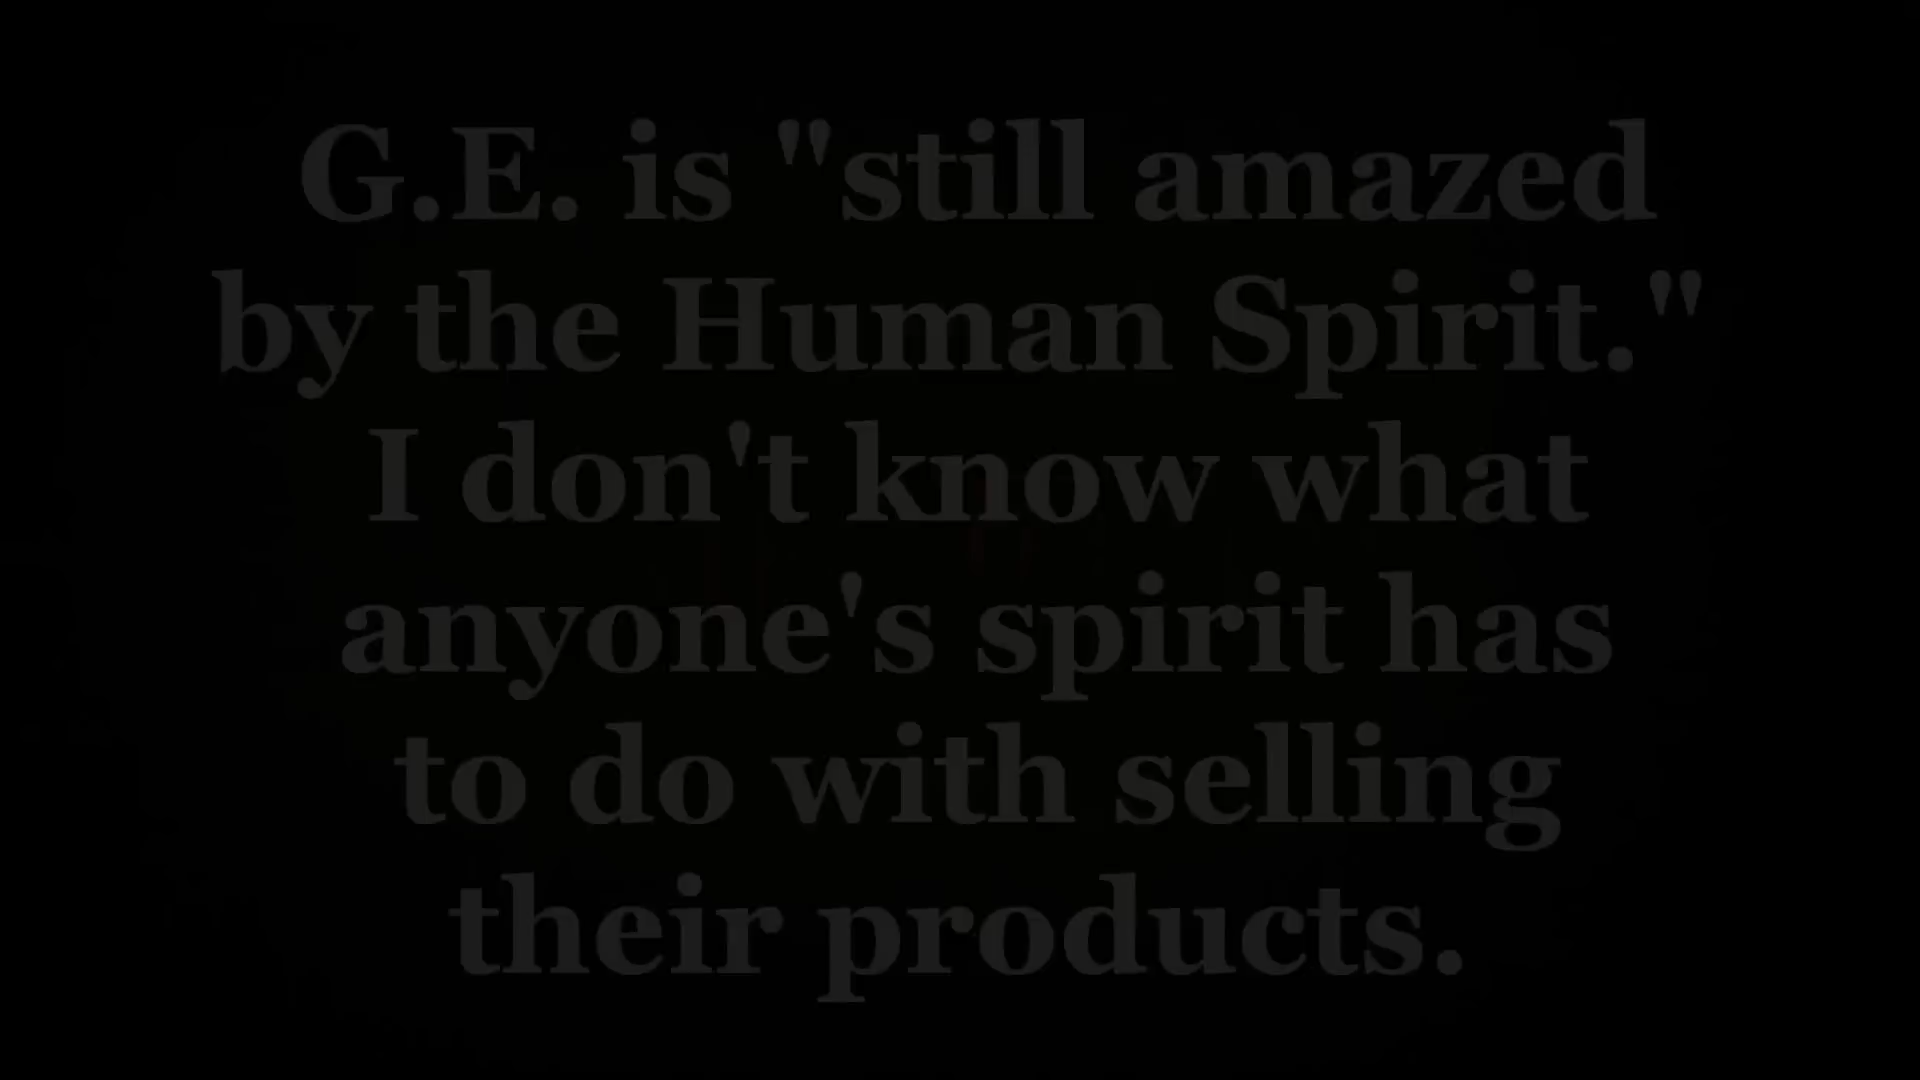 G.E. is "still amazed
by the Human Spirit."
I don't know what
anyone's spirit has
to do with selling
their products.